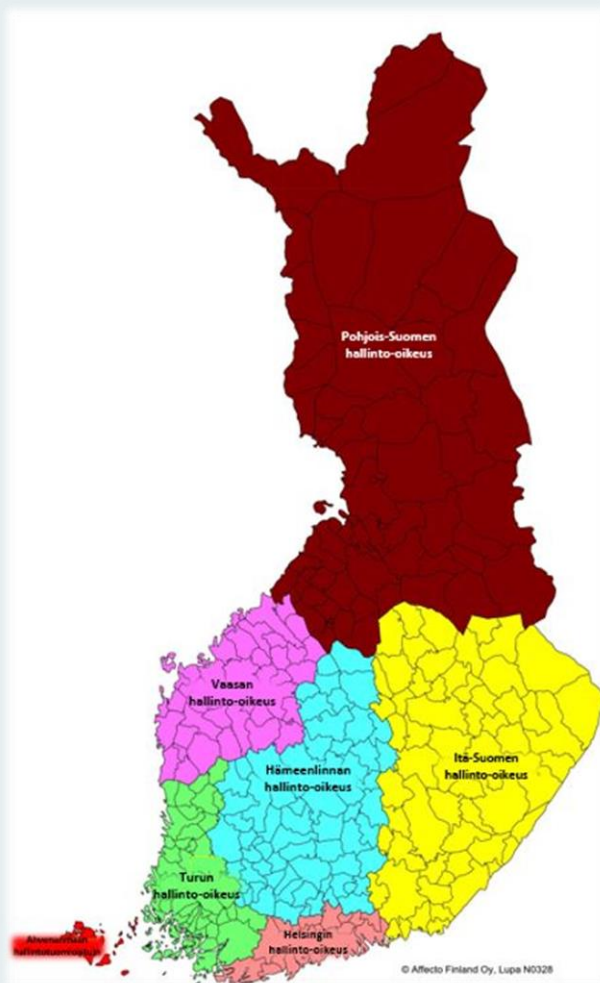 Pohjois-Suomen
hallinto-oikeus
Vaasan
hallinto-oikeus
Itä-Suomen
hallinto-oikeus
Hämeenlinnan
hallinto-oikeus
Turun
hallinto-oikeus
Helsingin
hallinto-oikeus
© Affecto Finland Oy, Lupa N0328